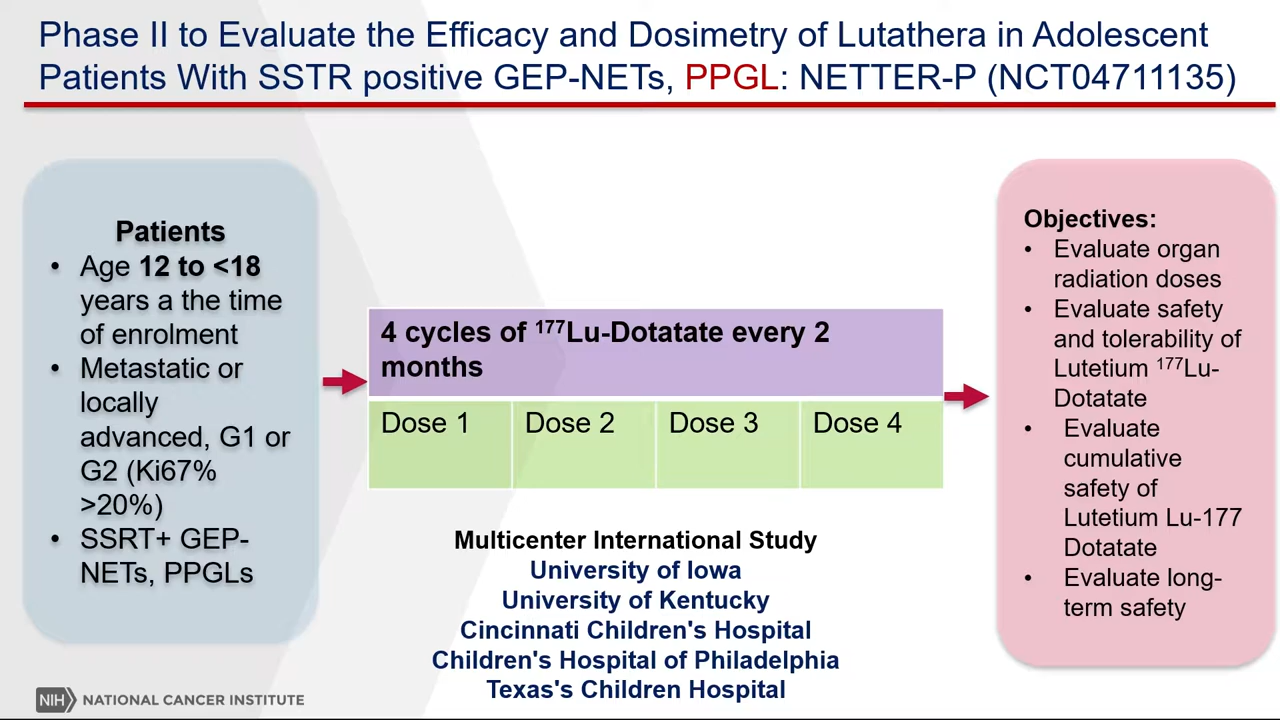 Phase II to Evaluate the Efficacy and Dosimetry of Lutathera in Adolescent
Patients With SSTR positive GEP-NETs, PPGL: NETTER-P (NCT04711135)
Patients
• Age 12 to <18
years a the time
of enrolment
• Metastatic or
locally
advanced, G1 or
G2 (Ki67%
>20%)
• SSRT+ GEP-
NETs, PPGLs
4 cycles of ¹⁷⁷Lu-Dotatate every 2
months
Dose 1 Dose 2 Dose 3 Dose 4
Multicenter International Study
University of Iowa
University of Kentucky
Cincinnati Children's Hospital
Children's Hospital of Philadelphia
Texas's Children Hospital
Objectives:
• Evaluate organ
radiation doses
• Evaluate safety
and tolerability of
Lutetium ¹⁷⁷Lu-
Dotatate
• Evaluate
cumulative
safety of
Lutetium Lu-177
Dotatate
• Evaluate long-
term safety
NIH NATIONAL CANCER INSTITUTE